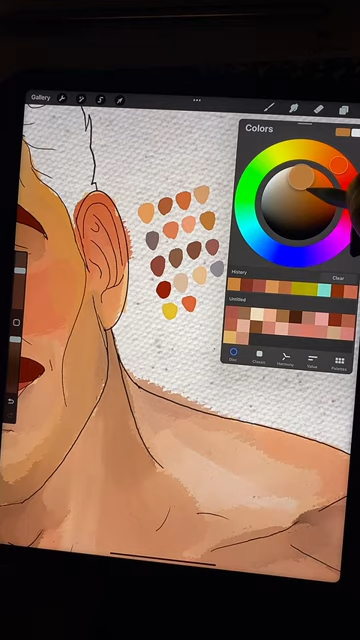 Gallery
Colors
History
Clear
Untitled
Disc
Classic
Harmony
Value
Palettes